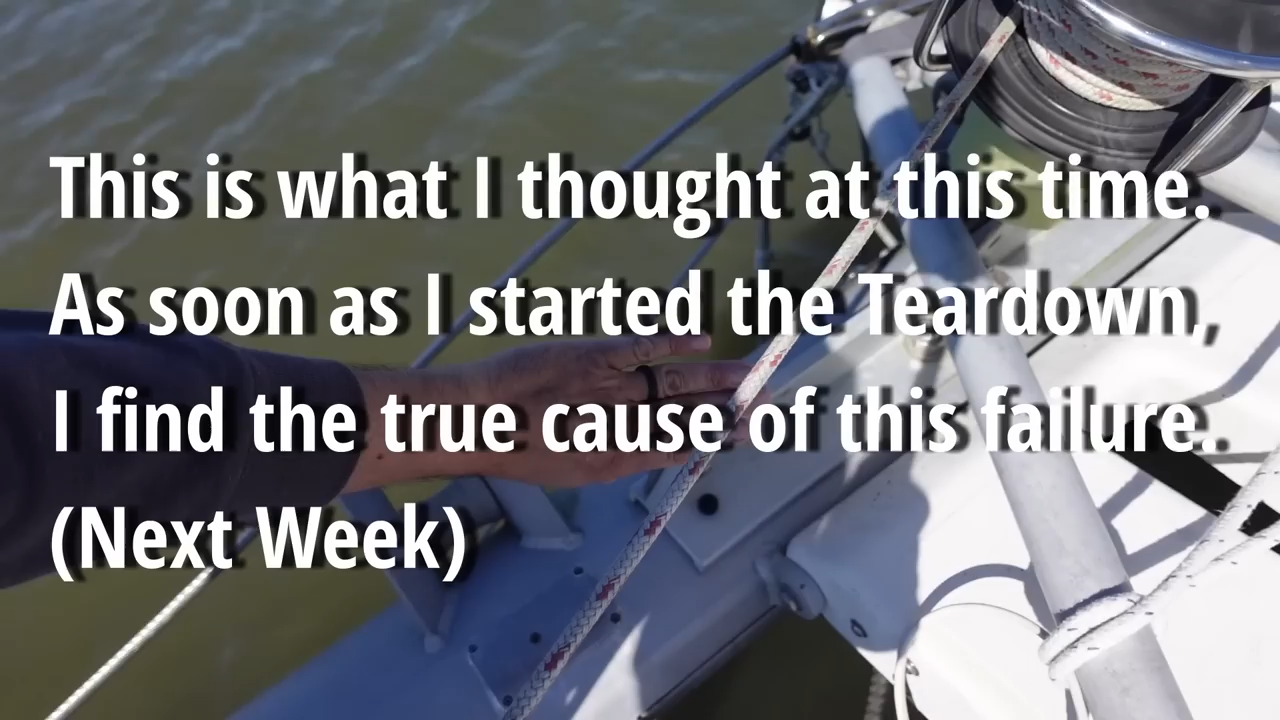 This is what I thought at this time.
As soon as I started the Teardown,
I find the true cause of this failure.
(Next Week)